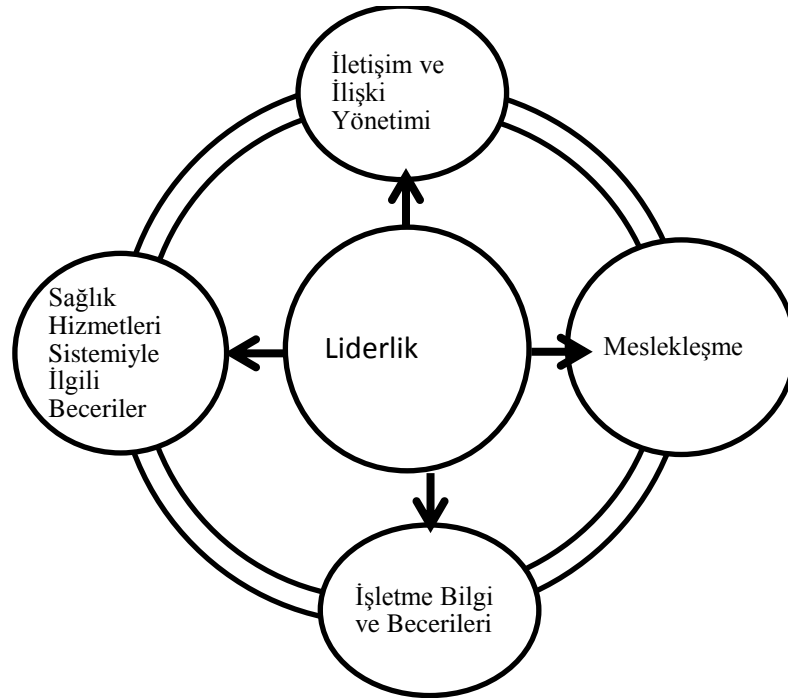 İletişim ve
İlişki
Yönetimi
Sağlık
Hizmetleri
Sistemiyle
İlgili
Beceriler
Liderlik
Meslekleşme
İşletme Bilgi
ve Becerileri